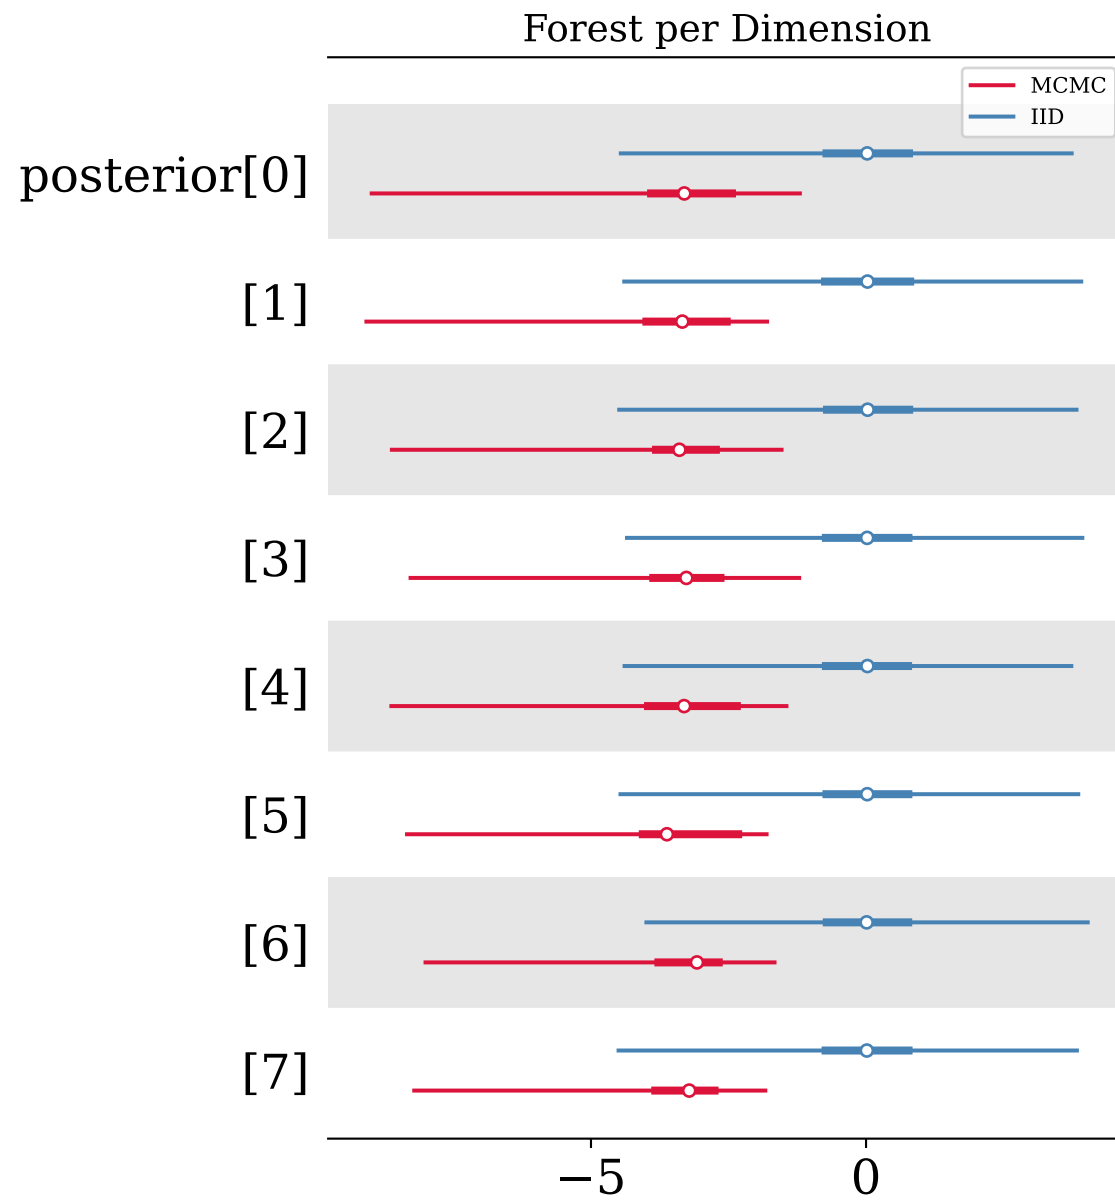 Forest per Dimension
MCMC
IID
posterior[0]
[1]
[2]
[3]
[4]
[5]
[6]
[7]
−5 0